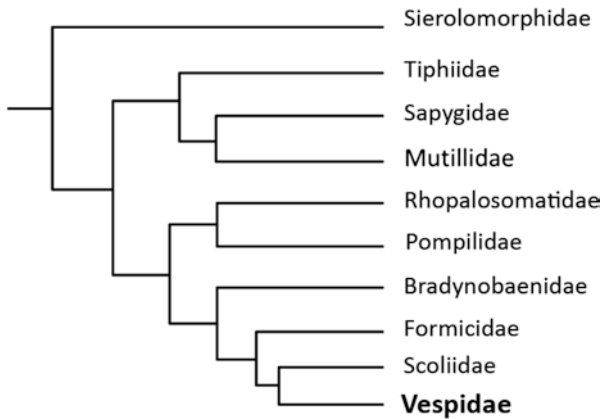 Sierolomorphidae
Tiphiidae
Sapygidae
Mutillidae
Rhopalosomatidae
Pompilidae
Bradynobaenidae
Formicidae
Scoliidae
Vespidae